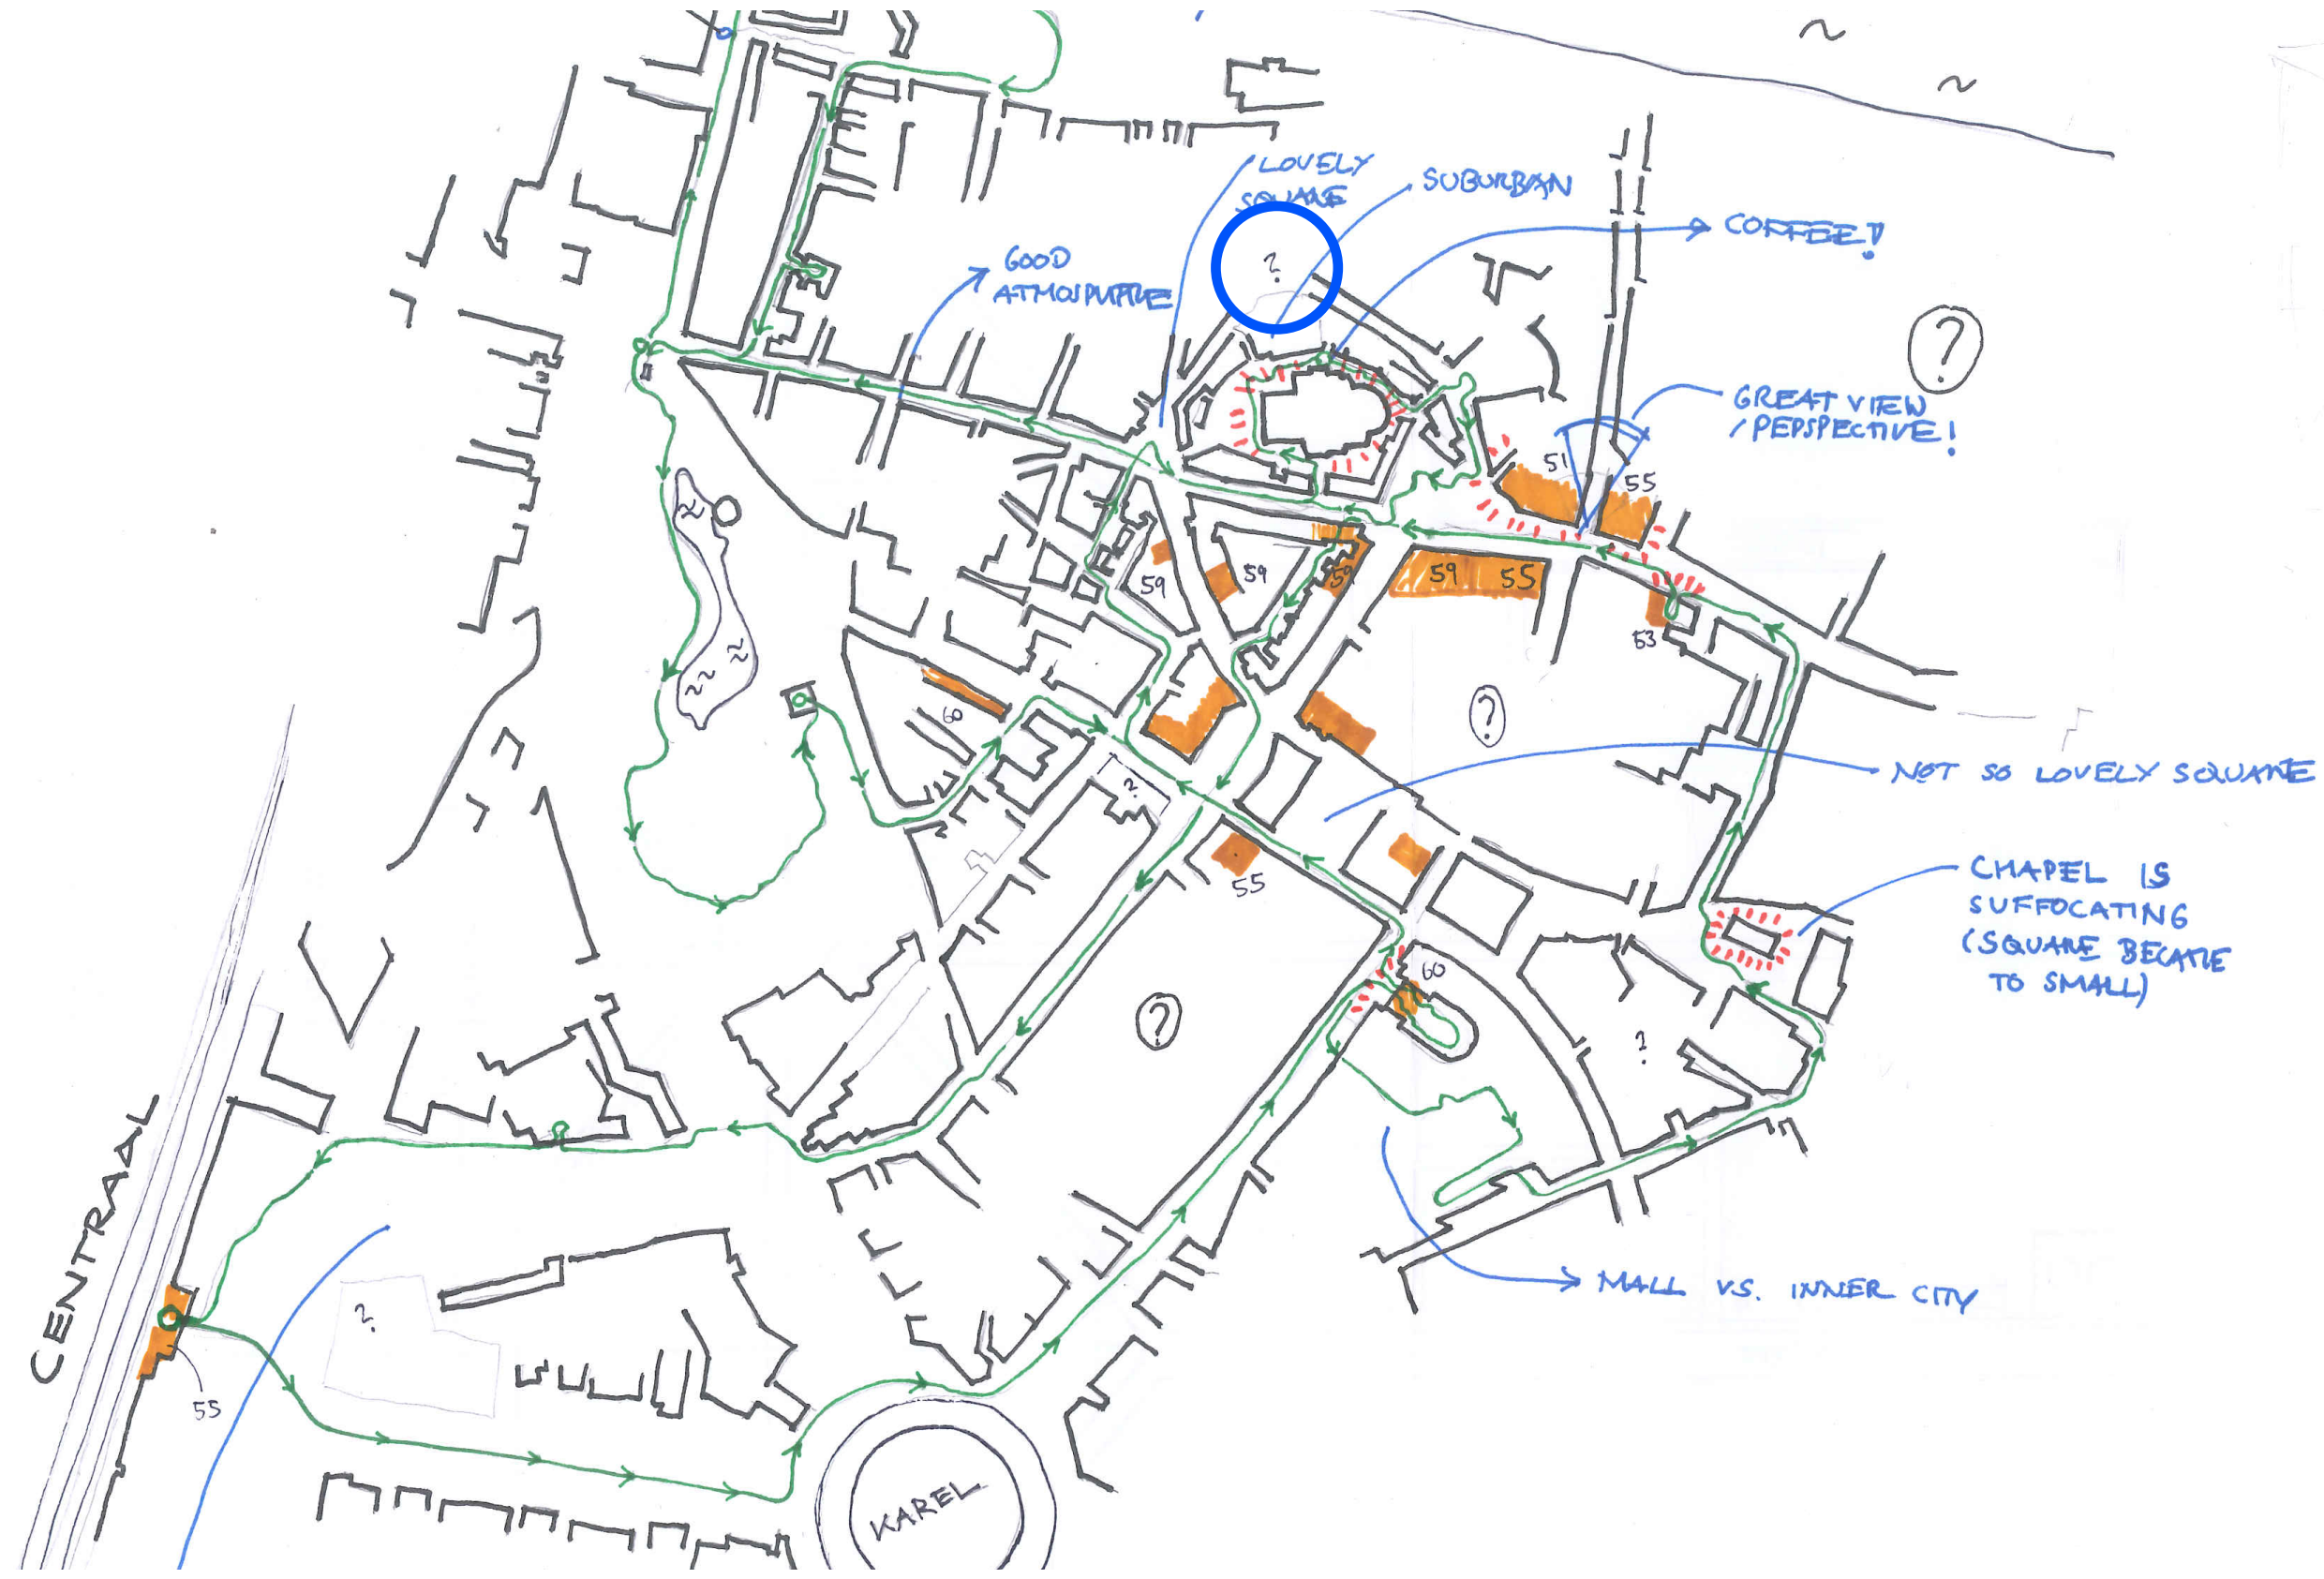 LOVELY
SQUARE
SUBURBAN
COFFEE!
?
GOOD
ATMOSPHERE
?
GREAT VIEW
/PEPSPECTIVE!
51
55
59
59
59
59 55
53
60
?
NOT SO LOVELY SQUARE
?
55
CHAPEL IS
SUFFOCATING
(SQUARE BECAME
TO SMALL)
60
?
?
CENTRAAL
MALL VS. INNER CITY
?
55
KAREL